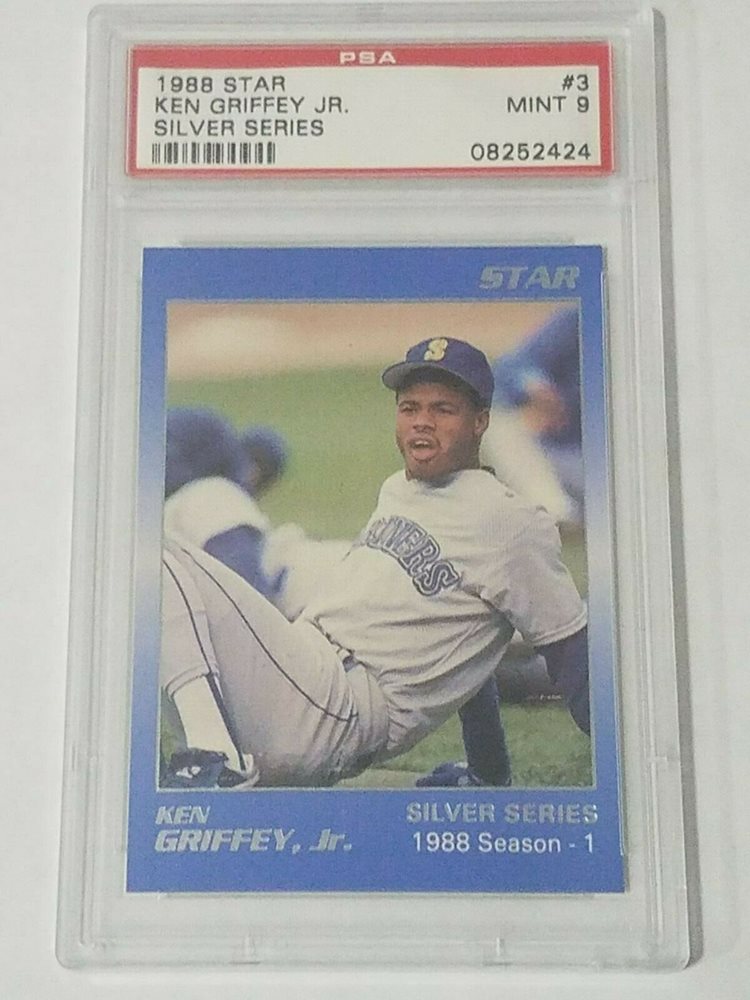 PSA
1988 STAR #3
KEN GRIFFEY JR. MINT 9
SILVER SERIES
08252424
STAR
S
KEN SILVER SERIES
GRIFFEY, Jr. 1988 Season - 1